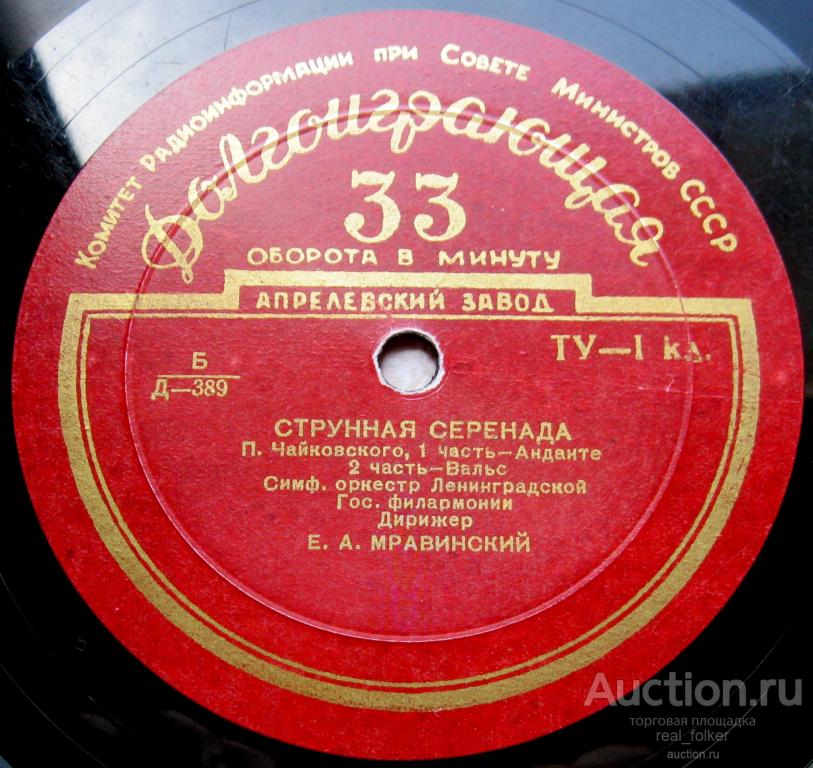 Комитет Радиоинформации при Совете Министров СССР
Долгоиграющая
33
ОБОРОТА В МИНУТУ
АПРЕЛЕВСКИЙ ЗАВОД
ТУ—I кл.
Б
Д—389
СТРУННАЯ СЕРЕНАДА
П. Чайковского, 1 часть—Анданте
2 часть—Вальс
Симф. оркестр Ленинградской
Гос. филармонии
Дирижер
Е. А. МРАВИНСКИЙ
Auction.ru
торговая площадка
real_folker
auction.ru